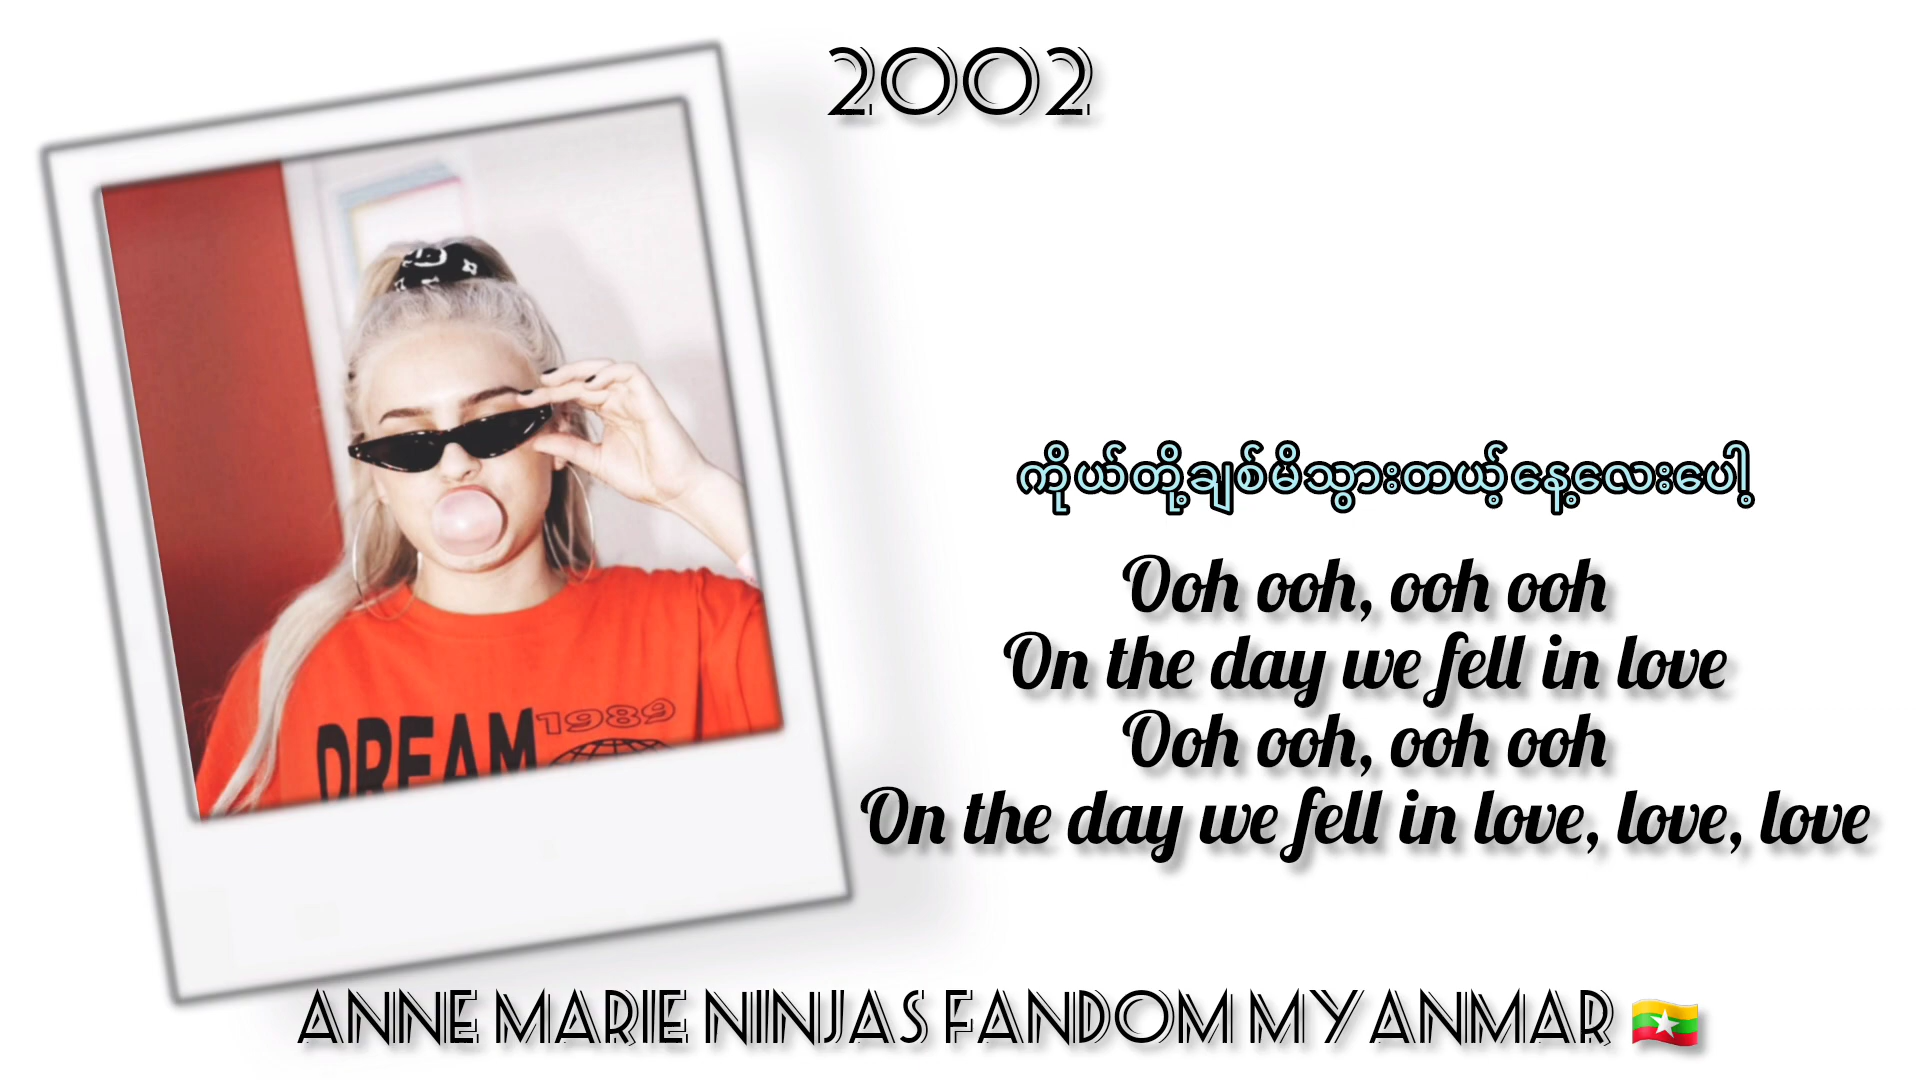 2002
ကိုယ်တို့ချစ်မိသွားတယ့်နေ့လေးပေါ့
Ooh ooh, ooh ooh
On the day we fell in love
Ooh ooh, ooh ooh
On the day we fell in love, love, love
DREAM 1989
ANNE MARIE NINJAS FANDOM MYANMAR 🇲🇲